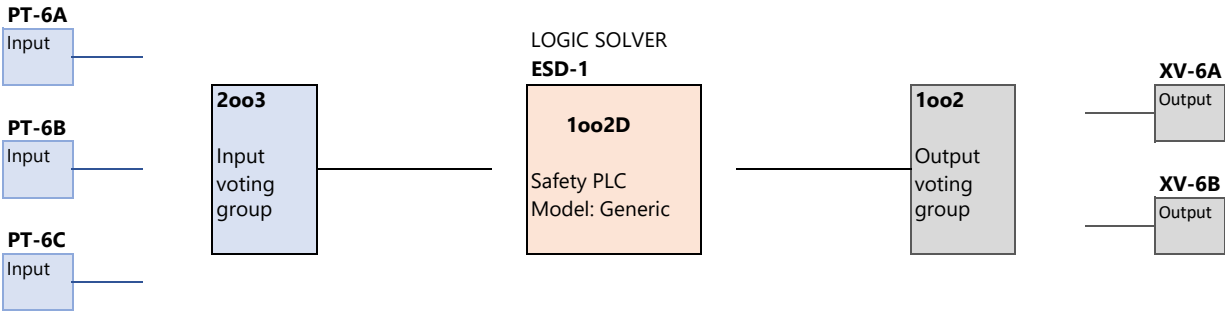 PT-6A
Input
PT-6B
Input
PT-6C
Input
2oo3
Input
voting
group
LOGIC SOLVER
ESD-1
1oo2D
Safety PLC
Model: Generic
1oo2
Output
voting
group
XV-6A
Output
XV-6B
Output